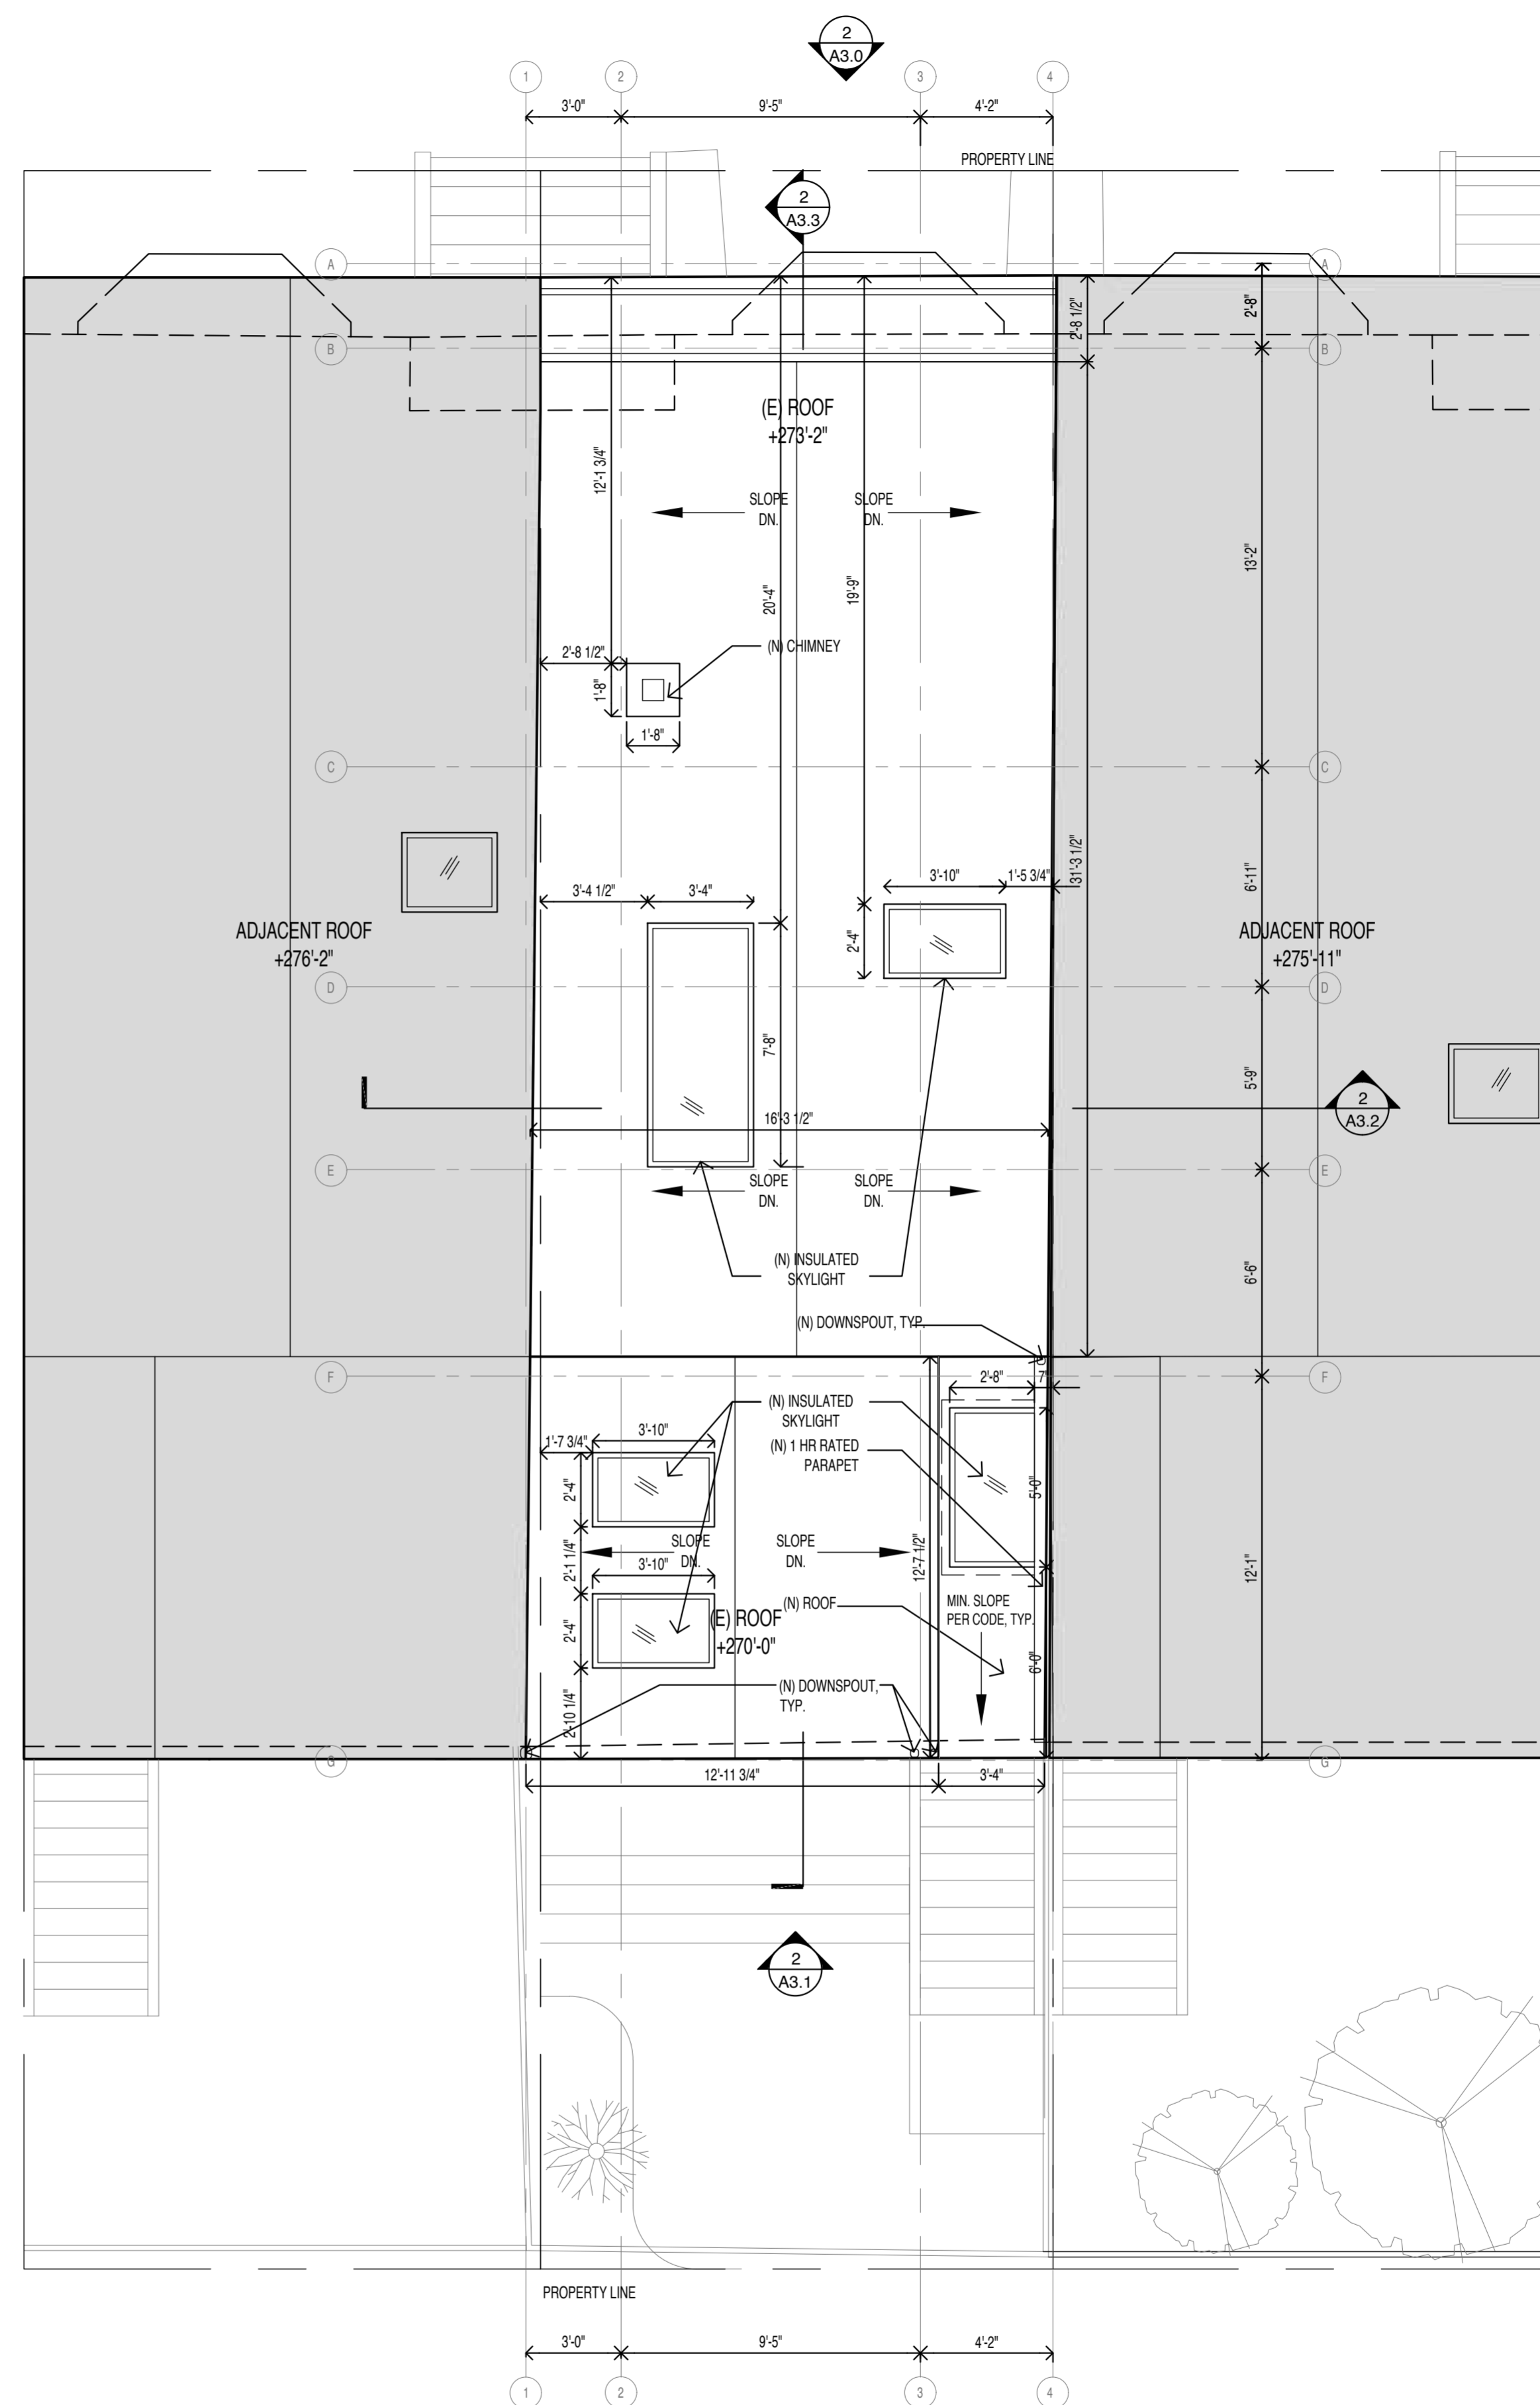 2
A3.0
1
2
3
4
3'-0"
9'-5"
4'-2"
PROPERTY LINE
2
A3.3
A
A
2'-8 1/2"
2'-8"
B
B
(E) ROOF
+273'-2"
12'-1 3/4"
SLOPE
DN.
SLOPE
DN.
13'-2"
20'-4"
19'-9"
(N) CHIMNEY
2'-8 1/2"
1'-8"
1'-8"
C
C
31'-3 1/2"
6'-11"
3'-4 1/2"
3'-4"
3'-10"
1'-5 3/4"
ADJACENT ROOF
+276'-2"
2'-4"
ADJACENT ROOF
+275'-11"
D
D
7'-8"
5'-9"
2
A3.2
16'-3 1/2"
E
E
SLOPE
DN.
SLOPE
DN.
(N) INSULATED
SKYLIGHT
6'-6"
(N) DOWNSPOUT, TYP.
F
F
2'-8"
7"
(N) INSULATED
SKYLIGHT
3'-10"
1'-7 3/4"
(N) 1 HR RATED
PARAPET
2'-4"
5'-0"
SLOPE
DN.
SLOPE
DN.
2'-1 1/4"
12'-7 1/2"
12'-1"
3'-10"
(N) ROOF
MIN. SLOPE
PER CODE, TYP.
(E) ROOF
+270'-0"
2'-4"
6'-0"
(N) DOWNSPOUT,
TYP.
2'-10 1/4"
G
G
12'-11 3/4"
3'-4"
2
A3.1
PROPERTY LINE
3'-0"
9'-5"
4'-2"
1
2
3
4